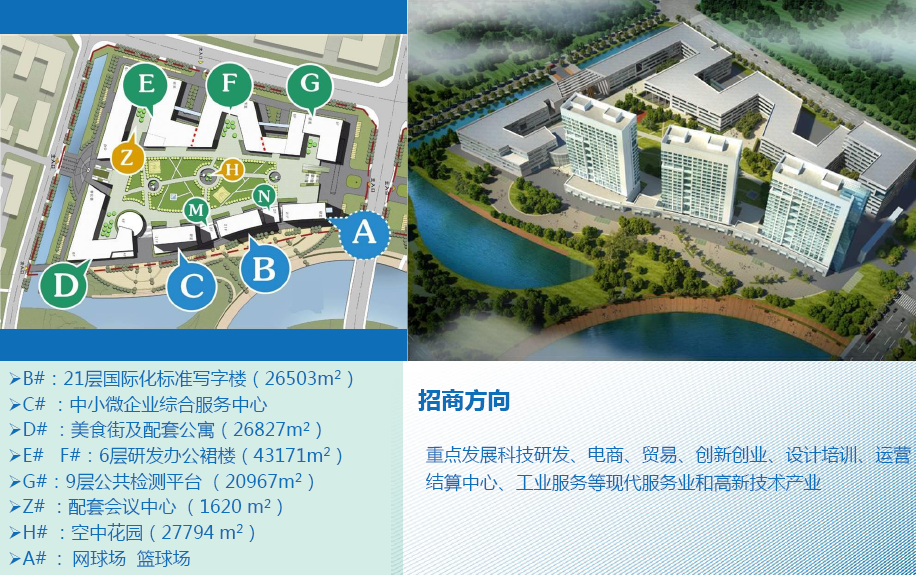 E
F
G
Z
H
M
N
A
D
C
B
➢B#：21层国际化标准写字楼（26503m²）
➢C# ：中小微企业综合服务中心
➢D# ：美食街及配套公寓（26827m²）
➢E# F#：6层研发办公裙楼（43171m²）
➢G#：9层公共检测平台 （20967m²）
➢Z# ：配套会议中心 （1620 m²）
➢H# ：空中花园（27794 m²）
➢A# ： 网球场 篮球场
招商方向
重点发展科技研发、电商、贸易、创新创业、设计培训、运营
结算中心、工业服务等现代服务业和高新技术产业